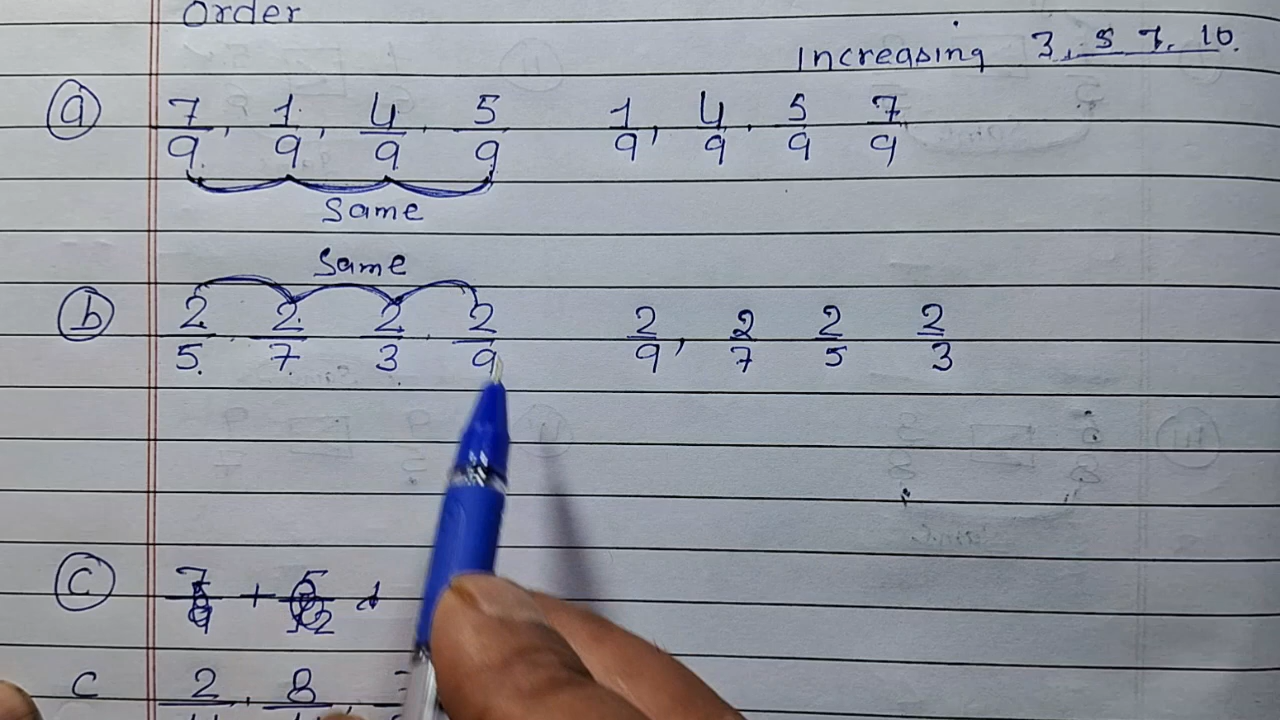 Order
Increasing 3, 5 7, 10.
a 7/9, 1/9, 4/9, 5/9 1/9, 4/9, 5/9 7/9
Same
Same
b 2/5, 2/7, 2/3, 2/9 2/9, 2/7 2/5 2/3
C
C 2 8